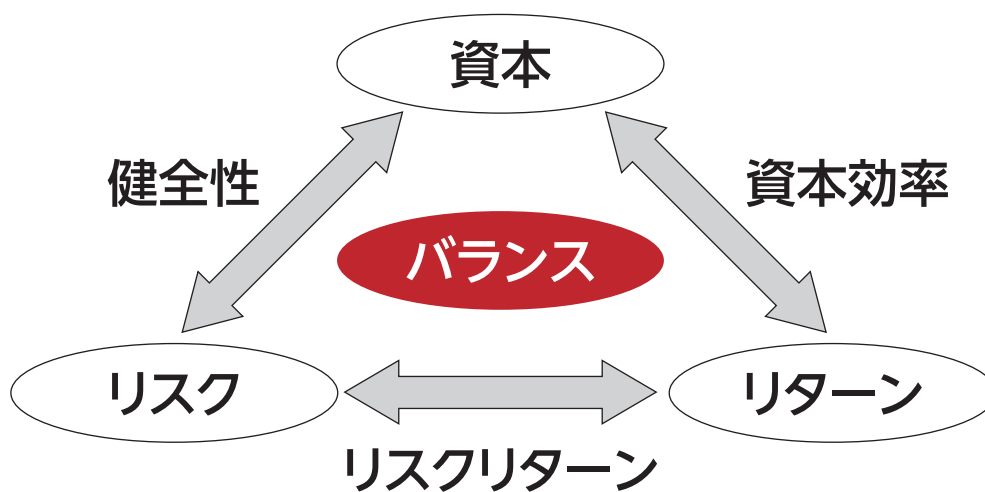 資本
健全性
資本効率
バランス
リスク
リターン
リスクリターン